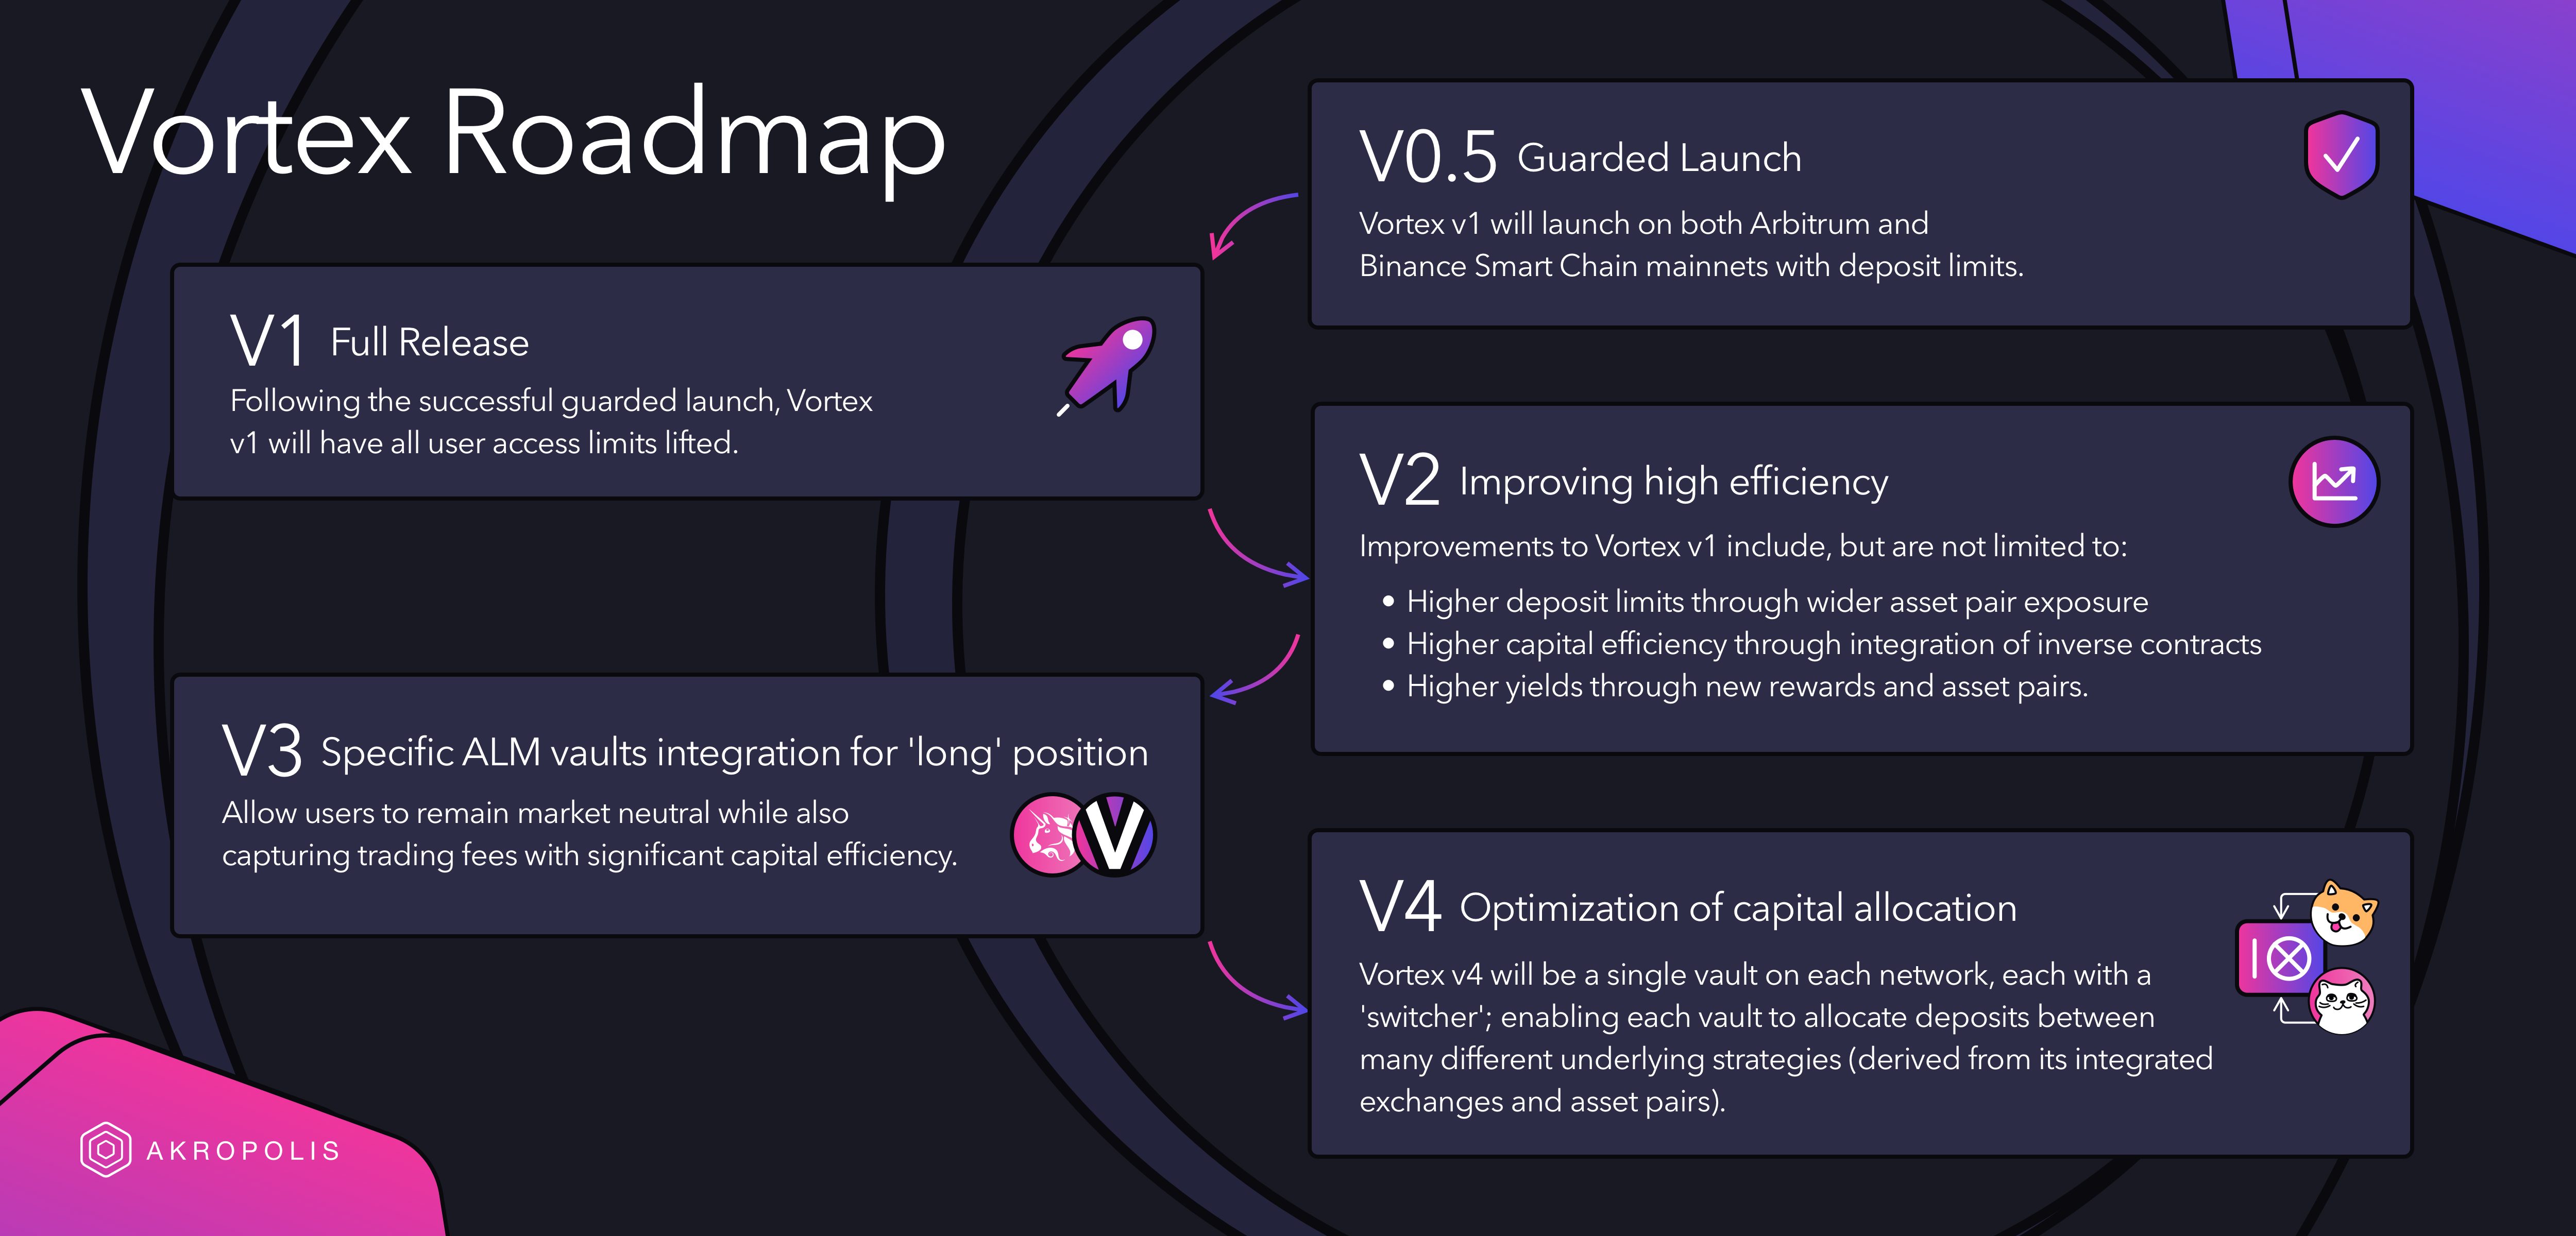 Vortex Roadmap
V0.5 Guarded Launch
Vortex v1 will launch on both Arbitrum and
Binance Smart Chain mainnets with deposit limits.
V1 Full Release
Following the successful guarded launch, Vortex
v1 will have all user access limits lifted.
V2 Improving high efficiency
Improvements to Vortex v1 include, but are not limited to:
• Higher deposit limits through wider asset pair exposure
• Higher capital efficiency through integration of inverse contracts
• Higher yields through new rewards and asset pairs.
V3 Specific ALM vaults integration for 'long' position
Allow users to remain market neutral while also
capturing trading fees with significant capital efficiency.
V
V4 Optimization of capital allocation
Vortex v4 will be a single vault on each network, each with a
'switcher'; enabling each vault to allocate deposits between
many different underlying strategies (derived from its integrated
exchanges and asset pairs).
AKROPOLIS